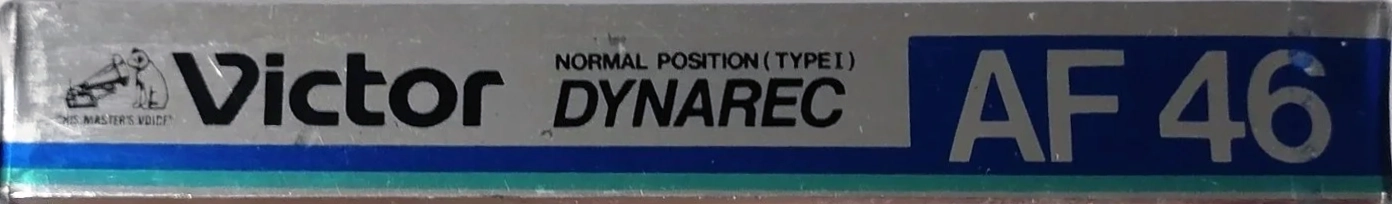 "HIS MASTER'S VOICE"
Victor
NORMAL POSITION (TYPE I)
DYNAREC
AF 46